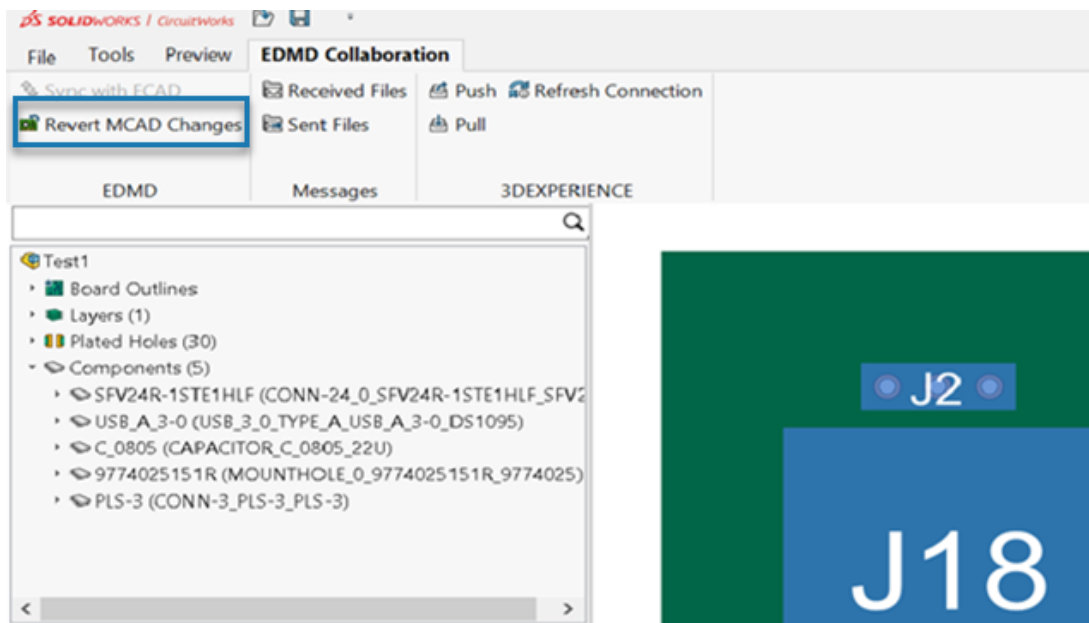 SOLIDWORKS / CircuitWorks
File Tools Preview EDMD Collaboration
Sync with ECAD Received Files Push Refresh Connection
Revert MCAD Changes Sent Files Pull
EDMD Messages 3DEXPERIENCE
Test1
Board Outlines
Layers (1)
Plated Holes (30)
Components (5)
SFV24R-1STE1HLF (CONN-24_0_SFV24R-1STE1HLF_SFV2
USB_A_3-0 (USB_3_0_TYPE_A_USB_A_3-0_DS1095)
C_0805 (CAPACITOR_C_0805_22U)
9774025151R (MOUNTHOLE_0_9774025151R_9774025)
PLS-3 (CONN-3_PLS-3_PLS-3)
J2
J18